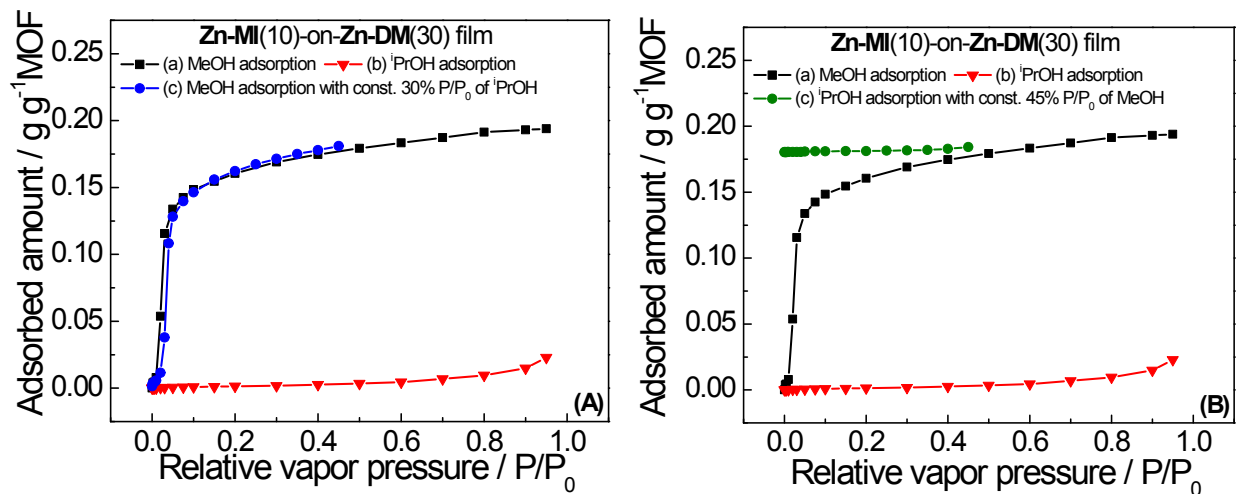 Zn-MI(10)-on-Zn-DM(30) film
(a) MeOH adsorption (b) ⁱPrOH adsorption
(c) MeOH adsorption with const. 30% P/P₀ of ⁱPrOH
0.25
0.20
0.15
0.10
0.05
0.00
Adsorbed amount / g g⁻¹MOF
(A)
0.0 0.2 0.4 0.6 0.8 1.0
Relative vapor pressure / P/P₀
Zn-MI(10)-on-Zn-DM(30) film
(a) MeOH adsorption (b) ⁱPrOH adsorption
(c) ⁱPrOH adsorption with const. 45% P/P₀ of MeOH
0.25
0.20
0.15
0.10
0.05
0.00
Adsorbed amount / g g⁻¹MOF
(B)
0.0 0.2 0.4 0.6 0.8 1.0
Relative vapor pressure / P/P₀